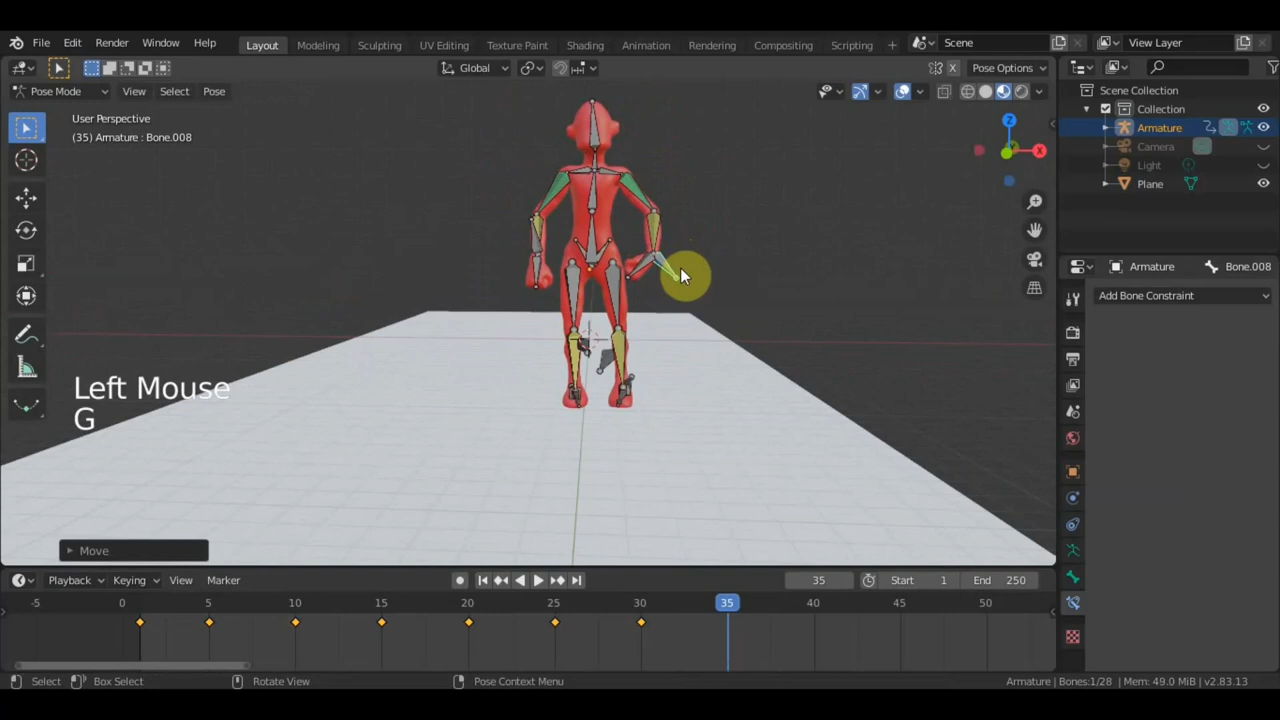 File Edit Render Window Help Layout Modeling Sculpting UV Editing Texture Paint Shading Animation Rendering Compositing Scripting + Scene View Layer
Global X Pose Options
Pose Mode View Select Pose
User Perspective
(35) Armature : Bone.008
Z
X
Scene Collection
Collection
Armature
Camera
Light
Plane
Armature Bone.008
Add Bone Constraint
Left Mouse
G
Move
Playback Keying View Marker 35 Start 1 End 250
-5 0 5 10 15 20 25 30 35 40 45 50
Select Box Select Rotate View Pose Context Menu Armature | Bones:1/28 | Mem: 49.0 MiB | v2.83.13